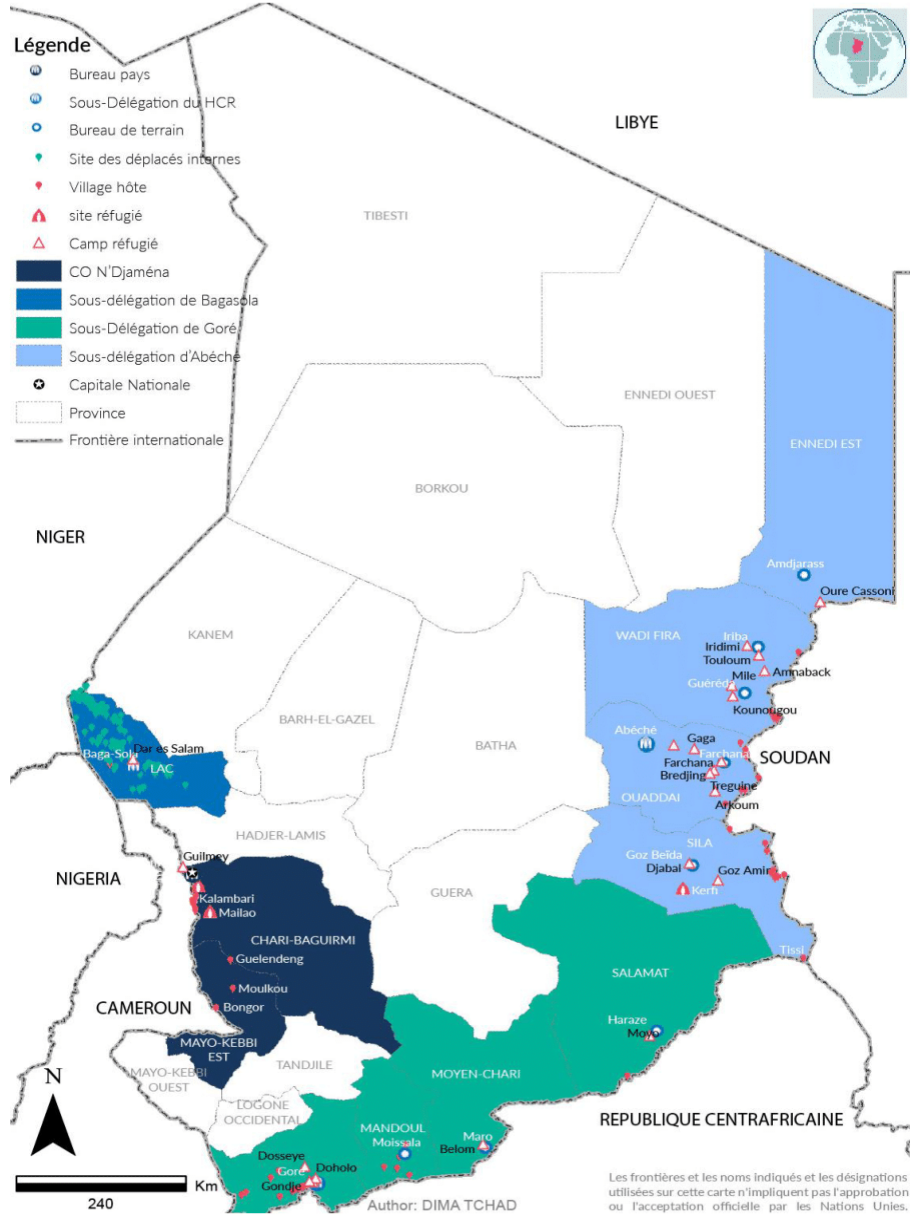 Légende
Bureau pays
Sous-Délégation du HCR
Bureau de terrain
Site des déplacés internes
Village hôte
site réfugié
Camp réfugié
CO N'Djaména
Sous-délégation de Bagasola
Sous-Délégation de Goré
Sous-délégation d'Abéché
Capitale Nationale
Province
Frontière internationale
LIBYE
TIBESTI
ENNEDI OUEST
ENNEDI EST
BORKOU
NIGER
Amdjarass
Oure Cassoni
KANEM
WADI FIRA
Iriba
Iridimi
Touloum
Amnaback
Mile
Guéréda
Kounougou
BARH-EL-GAZEL
BATHA
Abéché
Gaga
Farchana
SOUDAN
Baga-Sola
Dar es Salam
LAC
Farchana
Bredjing
Treguine
OUADDAI
Arkoum
HADJER-LAMIS
SILA
Goz Beïda
Djabal
Goz Amir
Kerfi
NIGERIA
Guilmey
GUERA
Kalambari
Mailao
CHARI-BAGUIRMI
Tissi
Guelendeng
SALAMAT
Moulkou
CAMEROUN
Bongor
Haraze
Moyo
MAYO-KEBBI
EST
TANDJILE
MAYO-KEBBI
OUEST
MOYEN-CHARI
N
LOGONE
OCCIDENTAL
REPUBLIQUE CENTRAFRICAINE
MANDOUL
Moissala
Maro
Belom
Dosseye
Goré
Doholo
Gondje
Km
240
Author: DIMA TCHAD
Les frontières et les noms indiqués et les désignations
utilisées sur cette carte n'impliquent pas l'approbation
ou l'acceptation officielle par les Nations Unies.